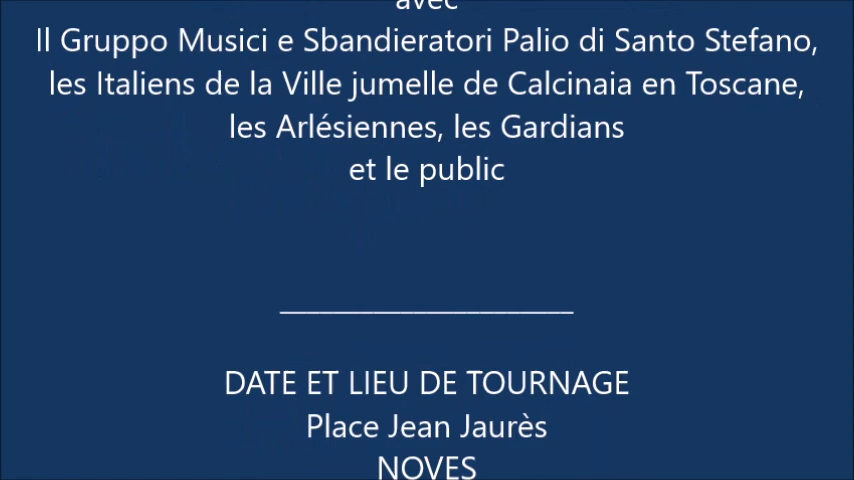 avec
Il Gruppo Musici e Sbandieratori Palio di Santo Stefano,
les Italiens de la Ville jumelle de Calcinaia en Toscane,
les Arlésiennes, les Gardians
et le public
DATE ET LIEU DE TOURNAGE
Place Jean Jaurès
NOVES